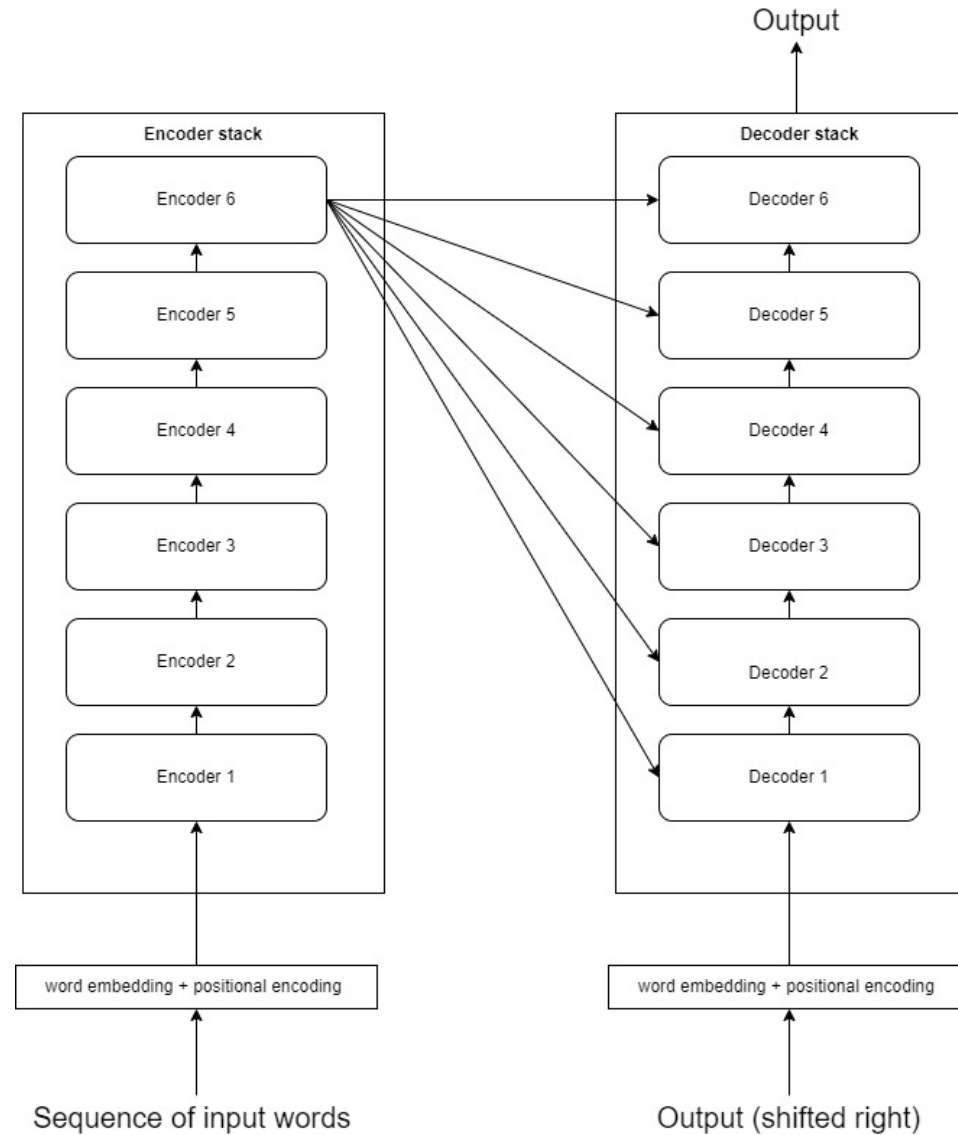 Output
Encoder stack
Encoder 6
Encoder 5
Encoder 4
Encoder 3
Encoder 2
Encoder 1
word embedding + positional encoding
Sequence of input words
Decoder stack
Decoder 6
Decoder 5
Decoder 4
Decoder 3
Decoder 2
Decoder 1
word embedding + positional encoding
Output (shifted right)